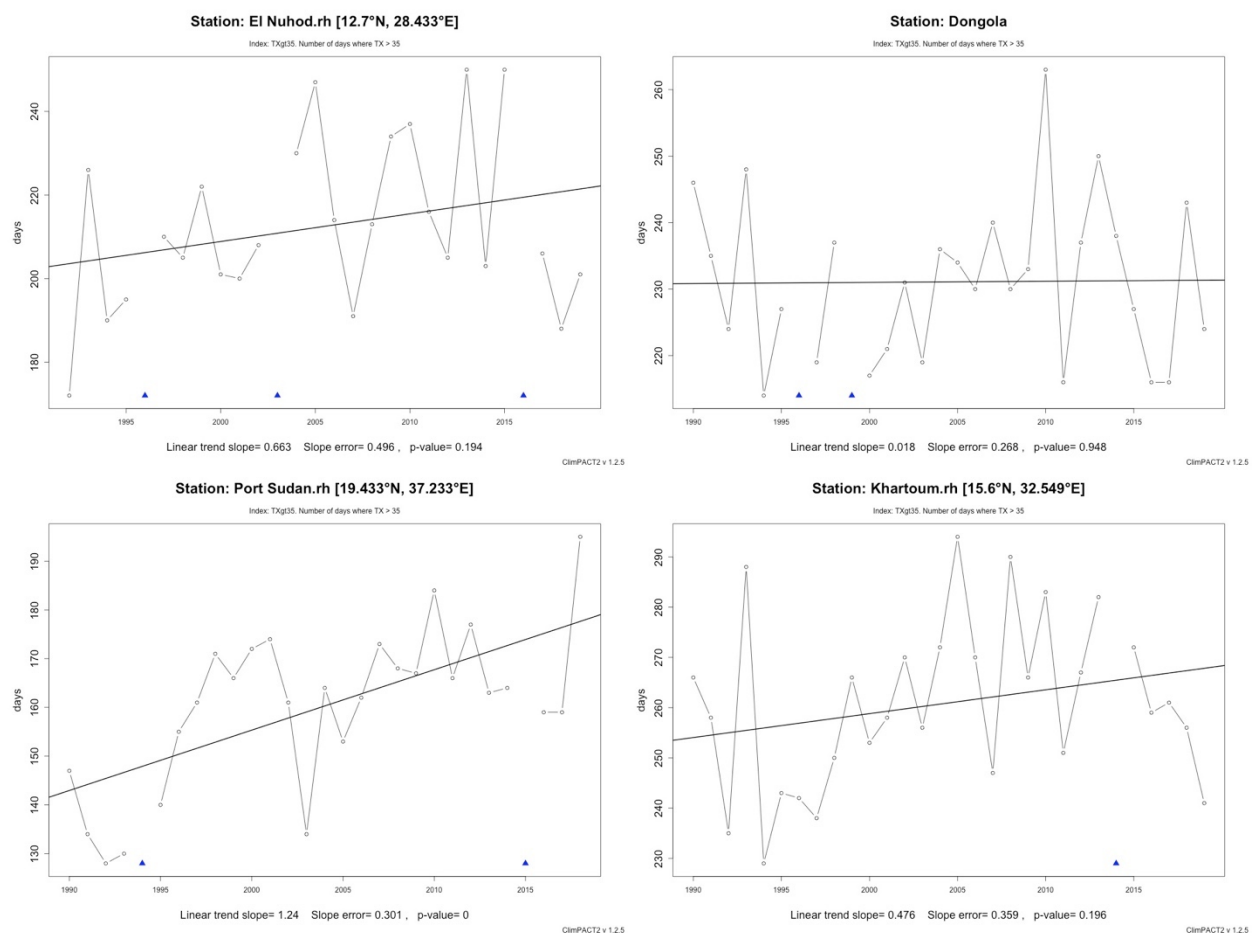 Station: El Nuhod.rh [12.7°N, 28.433°E]
Index: TXgt35. Number of days where TX > 35
days
240
220
200
180
1995
2000
2005
2010
2015
Linear trend slope= 0.663 Slope error= 0.496 , p-value= 0.194
ClimPACT2 v 1.2.5
Station: Dongola
Index: TXgt35. Number of days where TX > 35
days
260
250
240
230
220
1990
1995
2000
2005
2010
2015
Linear trend slope= 0.018 Slope error= 0.268 , p-value= 0.948
ClimPACT2 v 1.2.5
Station: Port Sudan.rh [19.433°N, 37.233°E]
Index: TXgt35. Number of days where TX > 35
days
190
180
170
160
150
140
130
1990
1995
2000
2005
2010
2015
Linear trend slope= 1.24 Slope error= 0.301 , p-value= 0
ClimPACT2 v 1.2.5
Station: Khartoum.rh [15.6°N, 32.549°E]
Index: TXgt35. Number of days where TX > 35
days
290
280
270
260
250
240
230
1990
1995
2000
2005
2010
2015
Linear trend slope= 0.476 Slope error= 0.359 , p-value= 0.196
ClimPACT2 v 1.2.5